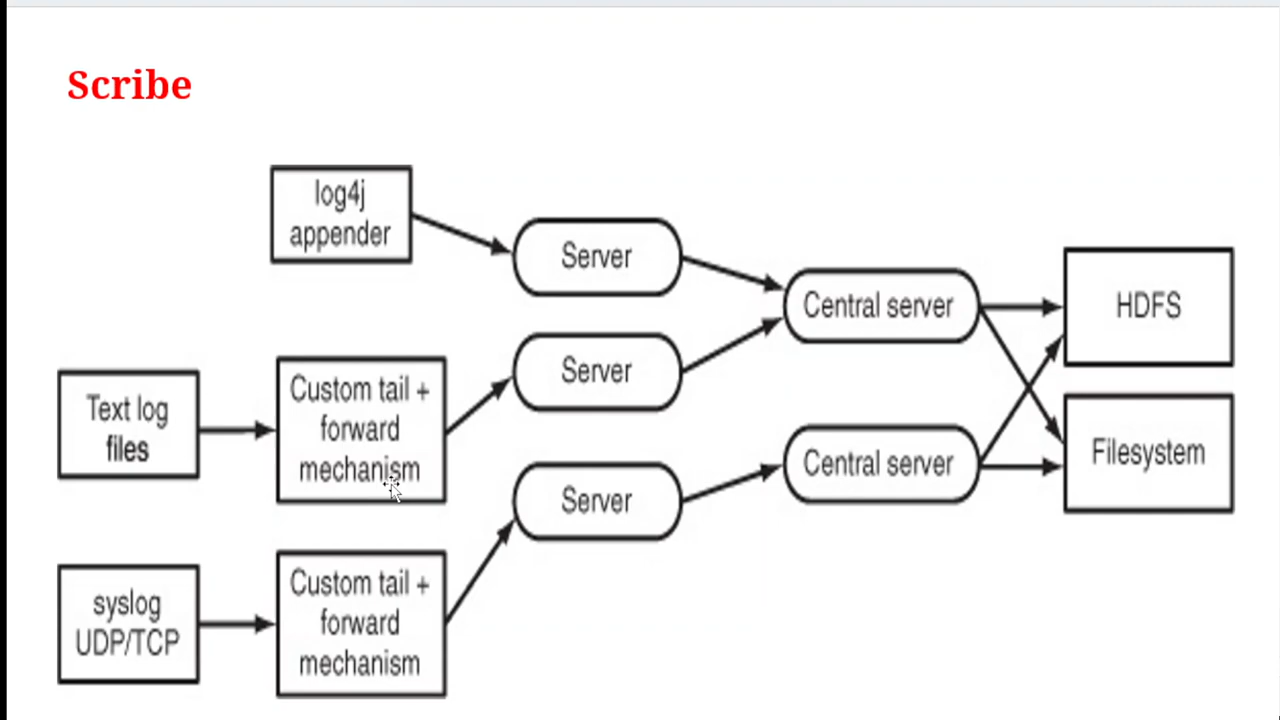 Scribe
log4j
appender
Server
Central server
HDFS
Text log
files
Custom tail +
forward
mechanism
Server
Central server
Filesystem
Server
syslog
UDP/TCP
Custom tail +
forward
mechanism